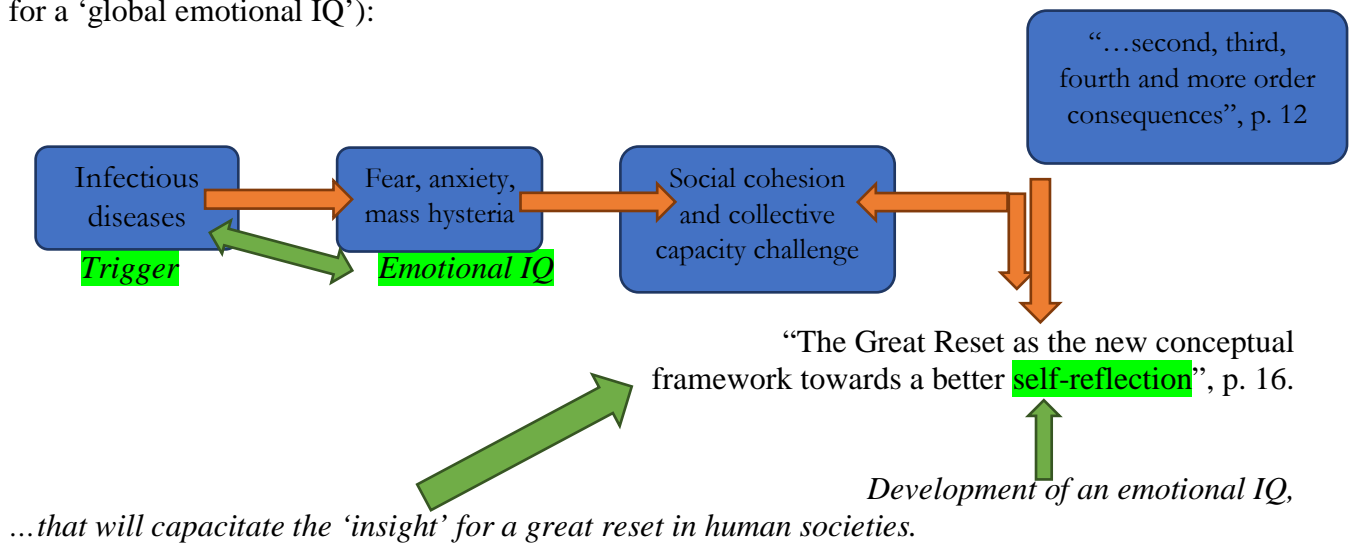 for a ‘global emotional IQ’):
“…second, third,
fourth and more order
consequences”, p. 12
Infectious
diseases
Fear, anxiety,
mass hysteria
Social cohesion
and collective
capacity challenge
Trigger
Emotional IQ
“The Great Reset as the new conceptual
framework towards a better self-reflection”, p. 16.
Development of an emotional IQ,
…that will capacitate the ‘insight’ for a great reset in human societies.